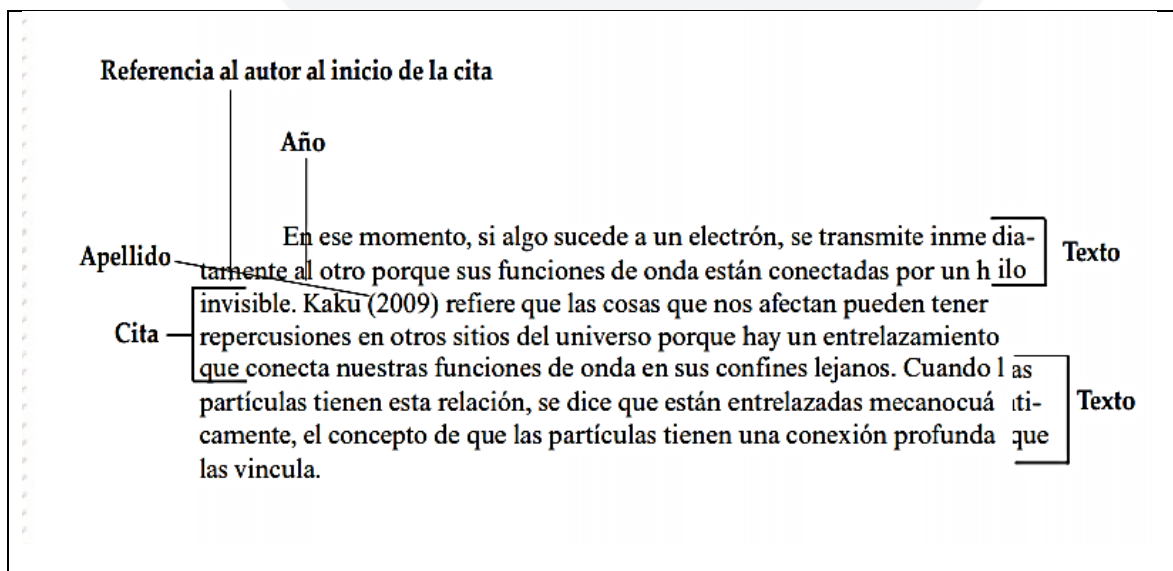 Referencia al autor al inicio de la cita
Año
Apellido
En ese momento, si algo sucede a un electrón, se transmite inme dia-
tamente al otro porque sus funciones de onda están conectadas por un h ilo
Texto
invisible. Kaku (2009) refiere que las cosas que nos afectan pueden tener
Cita
repercusiones en otros sitios del universo porque hay un entrelazamiento
que conecta nuestras funciones de onda en sus confines lejanos. Cuando l as
partículas tienen esta relación, se dice que están entrelazadas mecanocuá nti-
Texto
camente, el concepto de que las partículas tienen una conexión profunda que
las vincula.